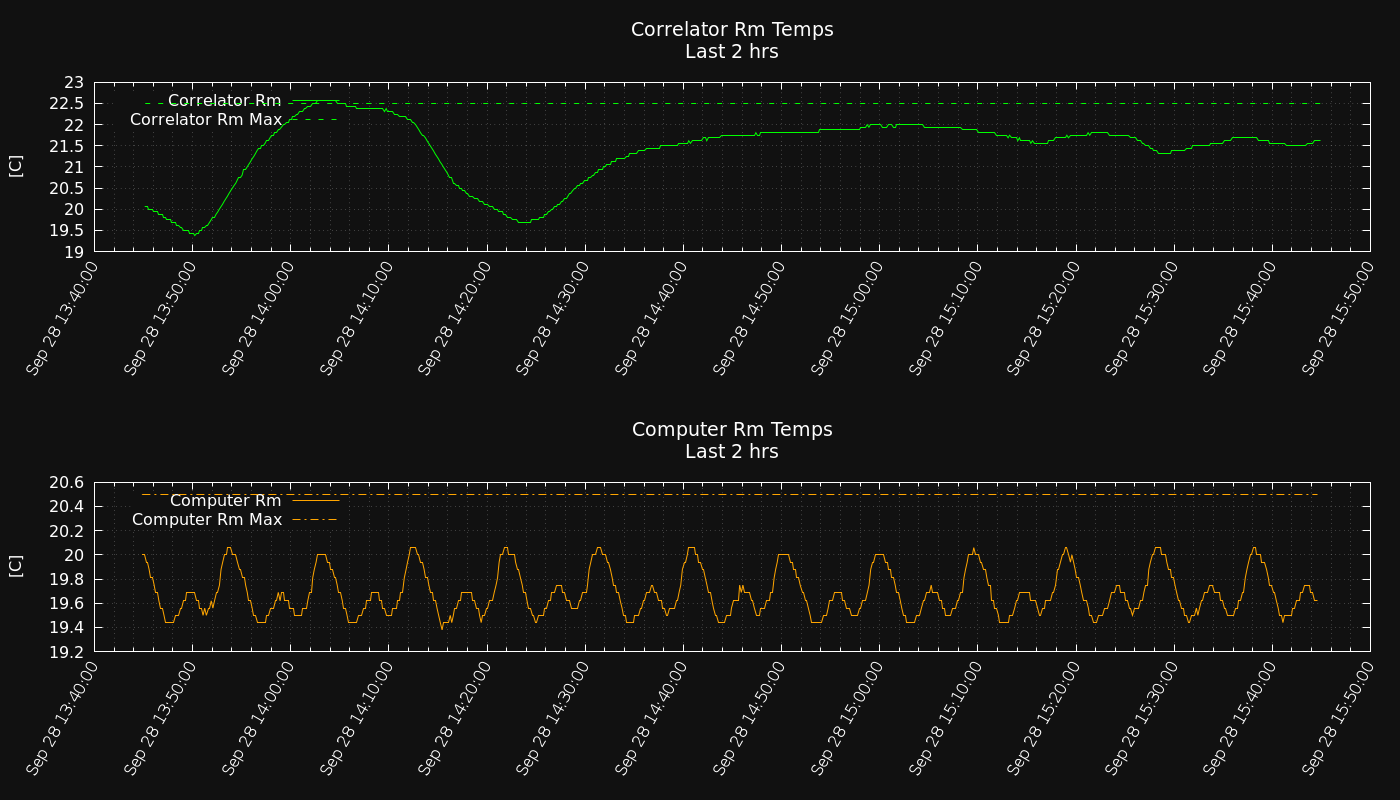 Correlator Rm Temps
Last 2 hrs
[C]
23
22.5
22
21.5
21
20.5
20
19.5
19
Correlator Rm
Correlator Rm Max
Sep 28 13:40:00
Sep 28 13:50:00
Sep 28 14:00:00
Sep 28 14:10:00
Sep 28 14:20:00
Sep 28 14:30:00
Sep 28 14:40:00
Sep 28 14:50:00
Sep 28 15:00:00
Sep 28 15:10:00
Sep 28 15:20:00
Sep 28 15:30:00
Sep 28 15:40:00
Sep 28 15:50:00
Computer Rm Temps
Last 2 hrs
[C]
20.6
20.4
20.2
20
19.8
19.6
19.4
19.2
Computer Rm
Computer Rm Max
Sep 28 13:40:00
Sep 28 13:50:00
Sep 28 14:00:00
Sep 28 14:10:00
Sep 28 14:20:00
Sep 28 14:30:00
Sep 28 14:40:00
Sep 28 14:50:00
Sep 28 15:00:00
Sep 28 15:10:00
Sep 28 15:20:00
Sep 28 15:30:00
Sep 28 15:40:00
Sep 28 15:50:00